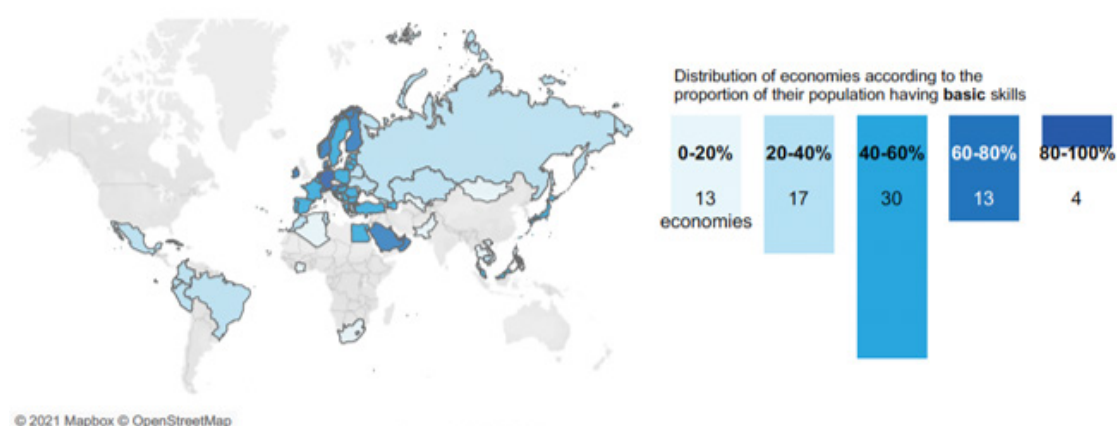 Distribution of economies according to the
proportion of their population having basic skills
0-20%
20-40%
40-60%
60-80%
80-100%
13
economies
17
30
13
4
© 2021 Mapbox © OpenStreetMap